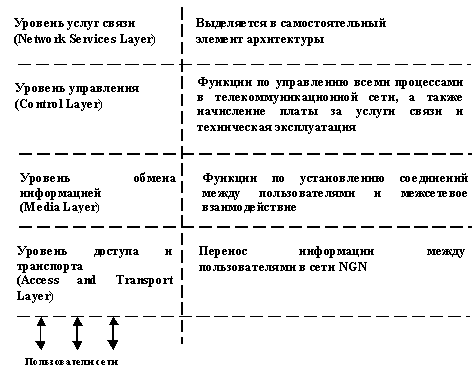 Уровень услуг связи
(Network Services Layer)
Выделяется в самостоятельный
элемент архитектуры
Уровень управления
(Control Layer)
Функции по управлению всеми процессами
в телекоммуникационной сети, а также
начисление платы за услуги связи и
техническая эксплуатация
Уровень обмена
информацией
(Media Layer)
Функции по установлению соединений
между пользователями и межсетевое
взаимодействие
Уровень доступа и
транспорта
(Access and Transport
Layer)
Перенос информации между
пользователями в сети NGN
Пользователи сети